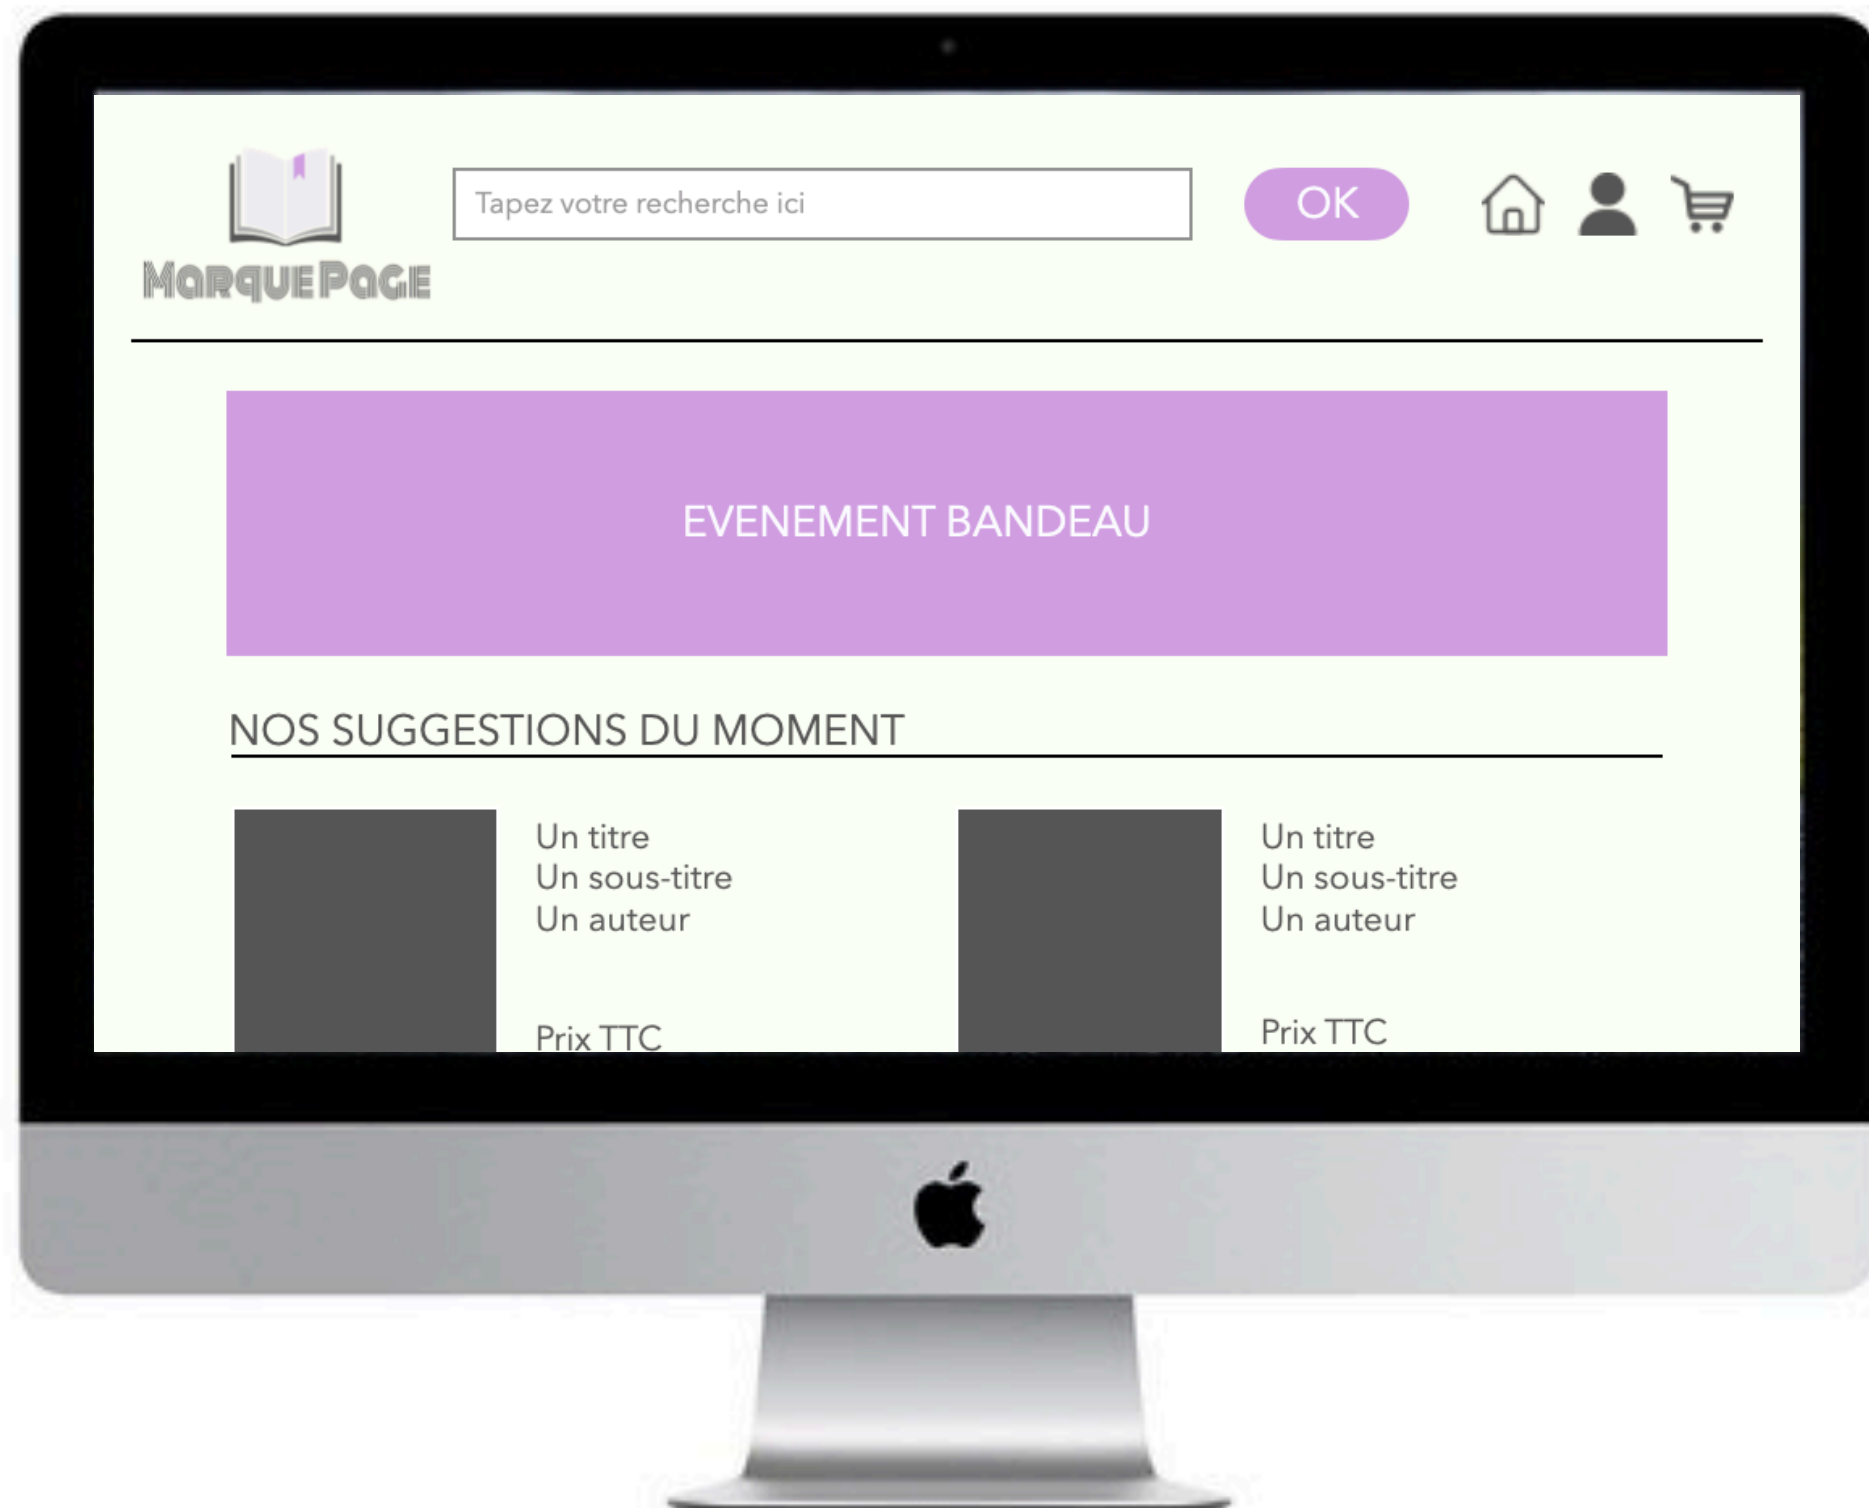 MarquePage
Tapez votre recherche ici
OK
EVENEMENT BANDEAU
NOS SUGGESTIONS DU MOMENT
Un titre
Un sous-titre
Un auteur
Prix TTC
Un titre
Un sous-titre
Un auteur
Prix TTC